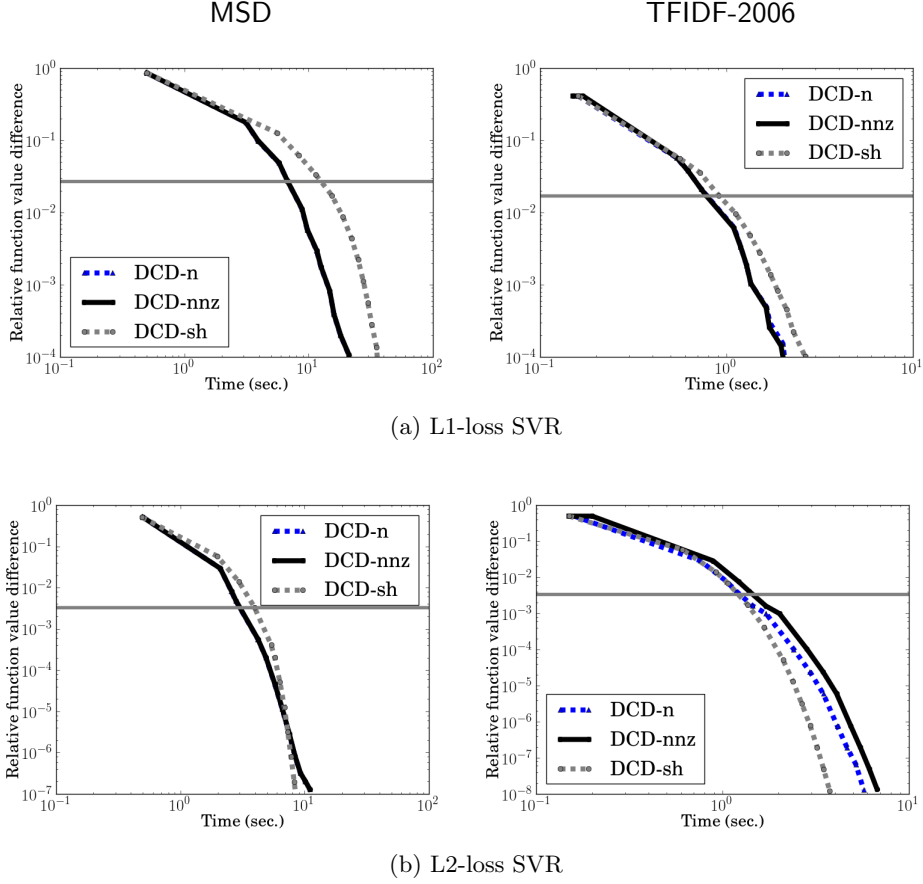 MSD
TFIDF-2006
Relative function value difference
10^0
10^-1
10^-2
10^-3
10^-4
DCD-n
DCD-nnz
DCD-sh
10^-1
10^0
10^1
10^2
Time (sec.)
Relative function value difference
10^0
10^-1
10^-2
10^-3
10^-4
DCD-n
DCD-nnz
DCD-sh
10^-1
10^0
10^1
Time (sec.)
(a) L1-loss SVR
Relative function value difference
10^0
10^-1
10^-2
10^-3
10^-4
10^-5
10^-6
10^-7
DCD-n
DCD-nnz
DCD-sh
10^-1
10^0
10^1
10^2
Time (sec.)
Relative function value difference
10^0
10^-1
10^-2
10^-3
10^-4
10^-5
10^-6
10^-7
10^-8
DCD-n
DCD-nnz
DCD-sh
10^-1
10^0
10^1
Time (sec.)
(b) L2-loss SVR